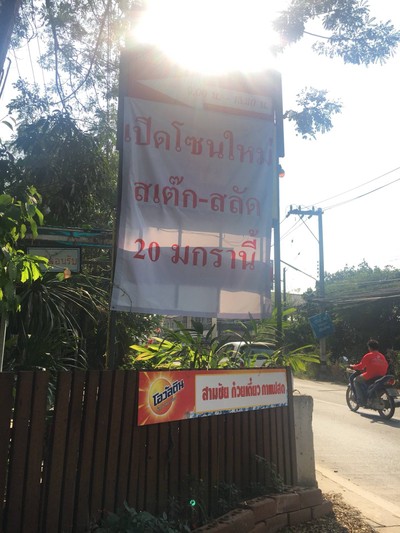 เปิดโซนใหม่
สเต๊ก-สลัด
20 มกรานี้
โอวัลติน
สามชิน ก๋วยเตี๋ยว กาแฟสด